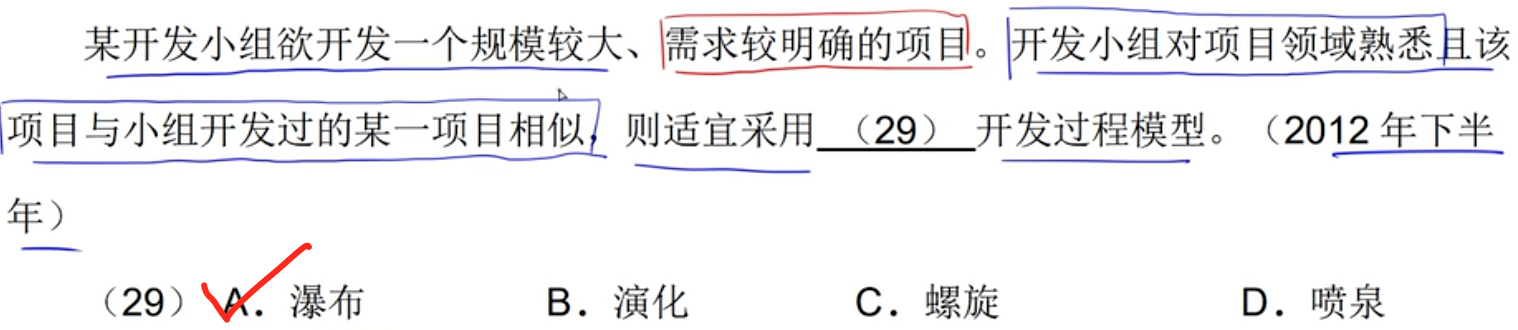 某开发小组欲开发一个规模较大、需求较明确的项目。开发小组对项目领域熟悉且该
项目与小组开发过的某一项目相似，则适宜采用 （29） 开发过程模型。（2012 年下半
年）
（29） A．瀑布 B．演化 C．螺旋 D．喷泉